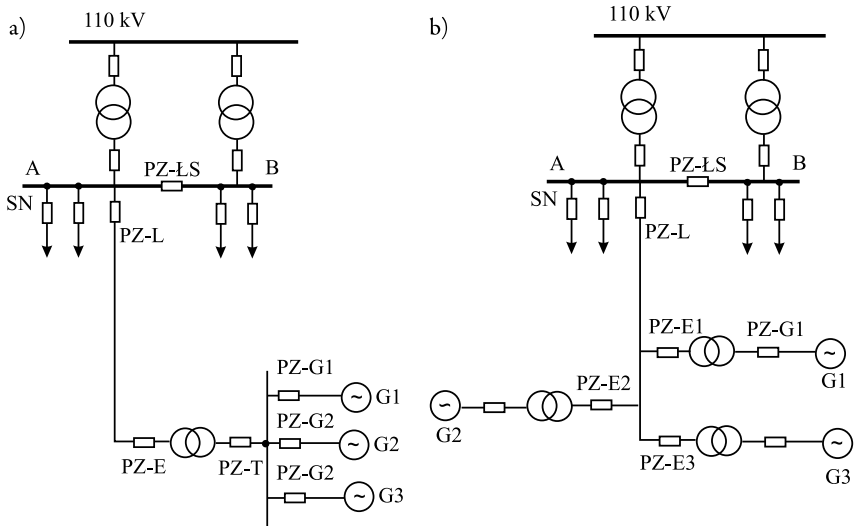 a)
110 kV
A
PZ-ŁS
B
SN
PZ-L
PZ-G1
G1
PZ-G2
G2
PZ-E
PZ-T
PZ-G2
G3
b)
110 kV
A
PZ-ŁS
B
SN
PZ-L
PZ-E1
PZ-G1
G1
PZ-E2
G2
PZ-E3
G3